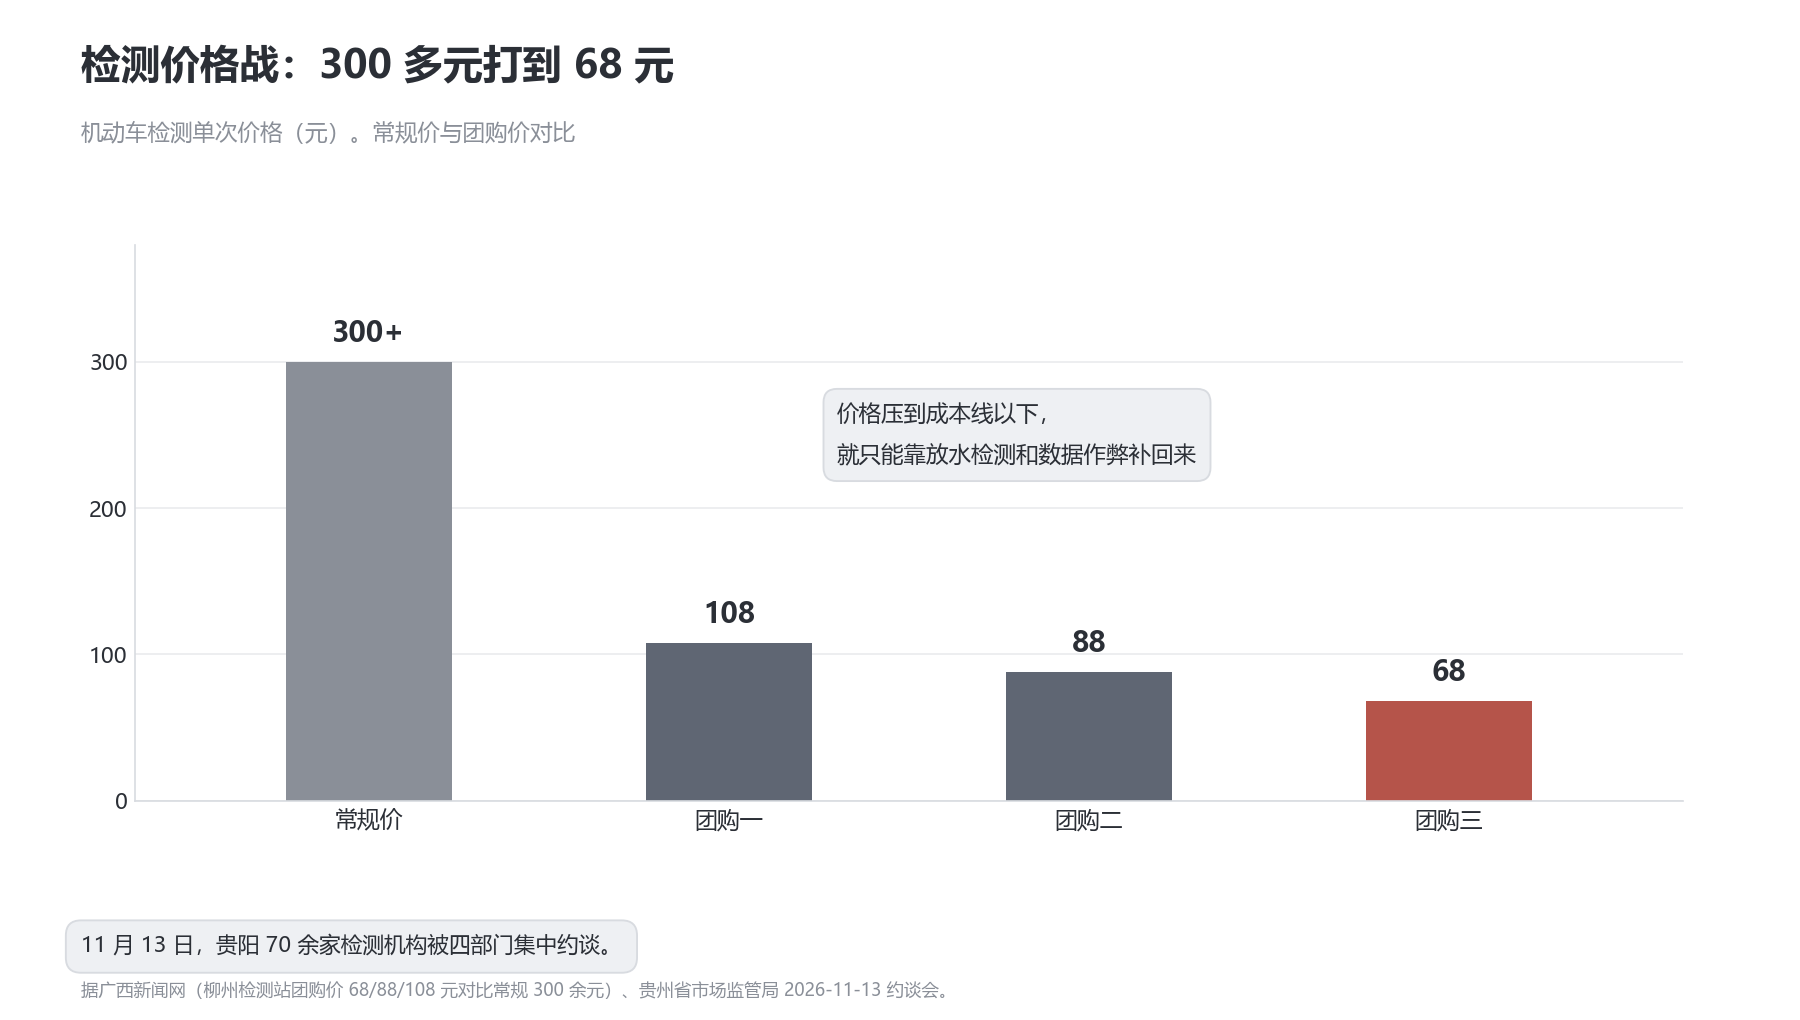 检测价格战：300 多元打到 68 元
机动车检测单次价格（元）。常规价与团购价对比
300+
300
价格压到成本线以下，
就只能靠放水检测和数据作弊补回来
200
108
88
100
68
0
常规价
团购一
团购二
团购三
11 月 13 日，贵阳 70 余家检测机构被四部门集中约谈。
据广西新闻网（柳州检测站团购价 68/88/108 元对比常规 300 余元）、贵州省市场监管局 2026-11-13 约谈会。